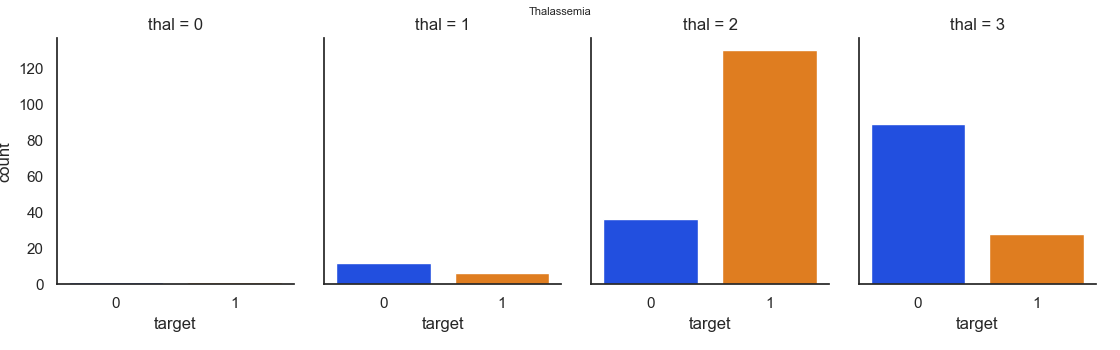 Thalassemia
thal = 0
thal = 1
thal = 2
thal = 3
count
120
100
80
60
40
20
0
0 1
0 1
0 1
0 1
target
target
target
target